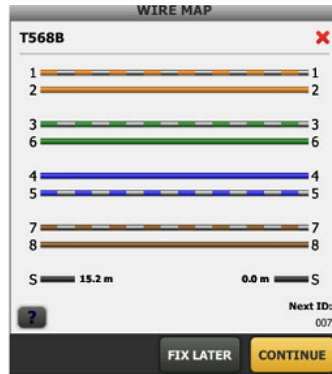 WIRE MAP
T568B
1 1
2 2
3 3
6 6
4 4
5 5
7 7
8 8
S 15.2 m 0.0 m S
Next ID:
? 007
FIX LATER CONTINUE